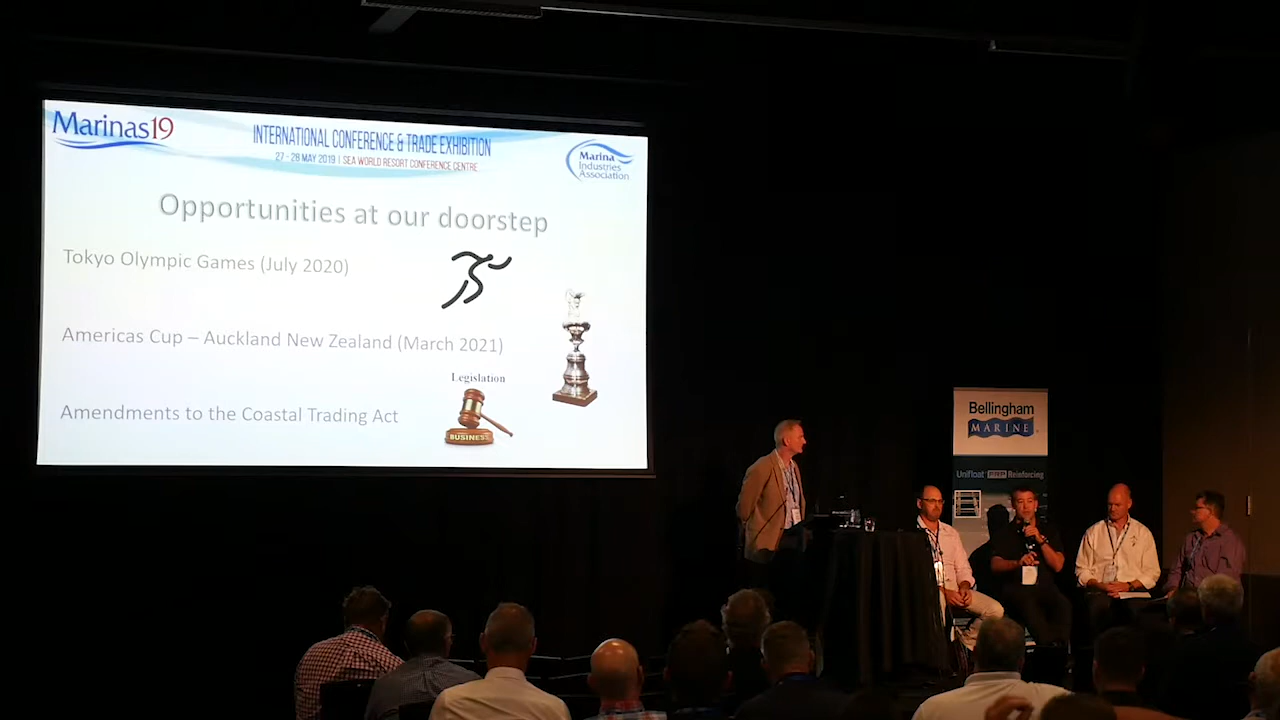 Marinas19
INTERNATIONAL CONFERENCE & TRADE EXHIBITION
27 - 28 MAY 2019 | SEA WORLD RESORT CONFERENCE CENTRE
Marina
Industries
Association
Opportunities at our doorstep
Tokyo Olympic Games (July 2020)
Americas Cup – Auckland New Zealand (March 2021)
Legislation
Amendments to the Coastal Trading Act
BUSINESS
Bellingham
MARINE
Unifloat FRP Reinforcing